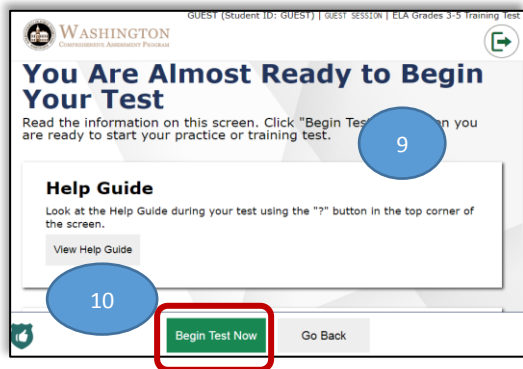 GUEST (Student ID: GUEST) | GUEST SESSION | ELA Grades 3-5 Training Test
WASHINGTON
COMPREHENSIVE ASSESSMENT PROGRAM
You Are Almost Ready to Begin
Your Test
Read the information on this screen. Click "Begin Tes en you
are ready to start your practice or training test.
9
Help Guide
Look at the Help Guide during your test using the "?" button in the top corner of
the screen.
View Help Guide
10
Begin Test Now
Go Back